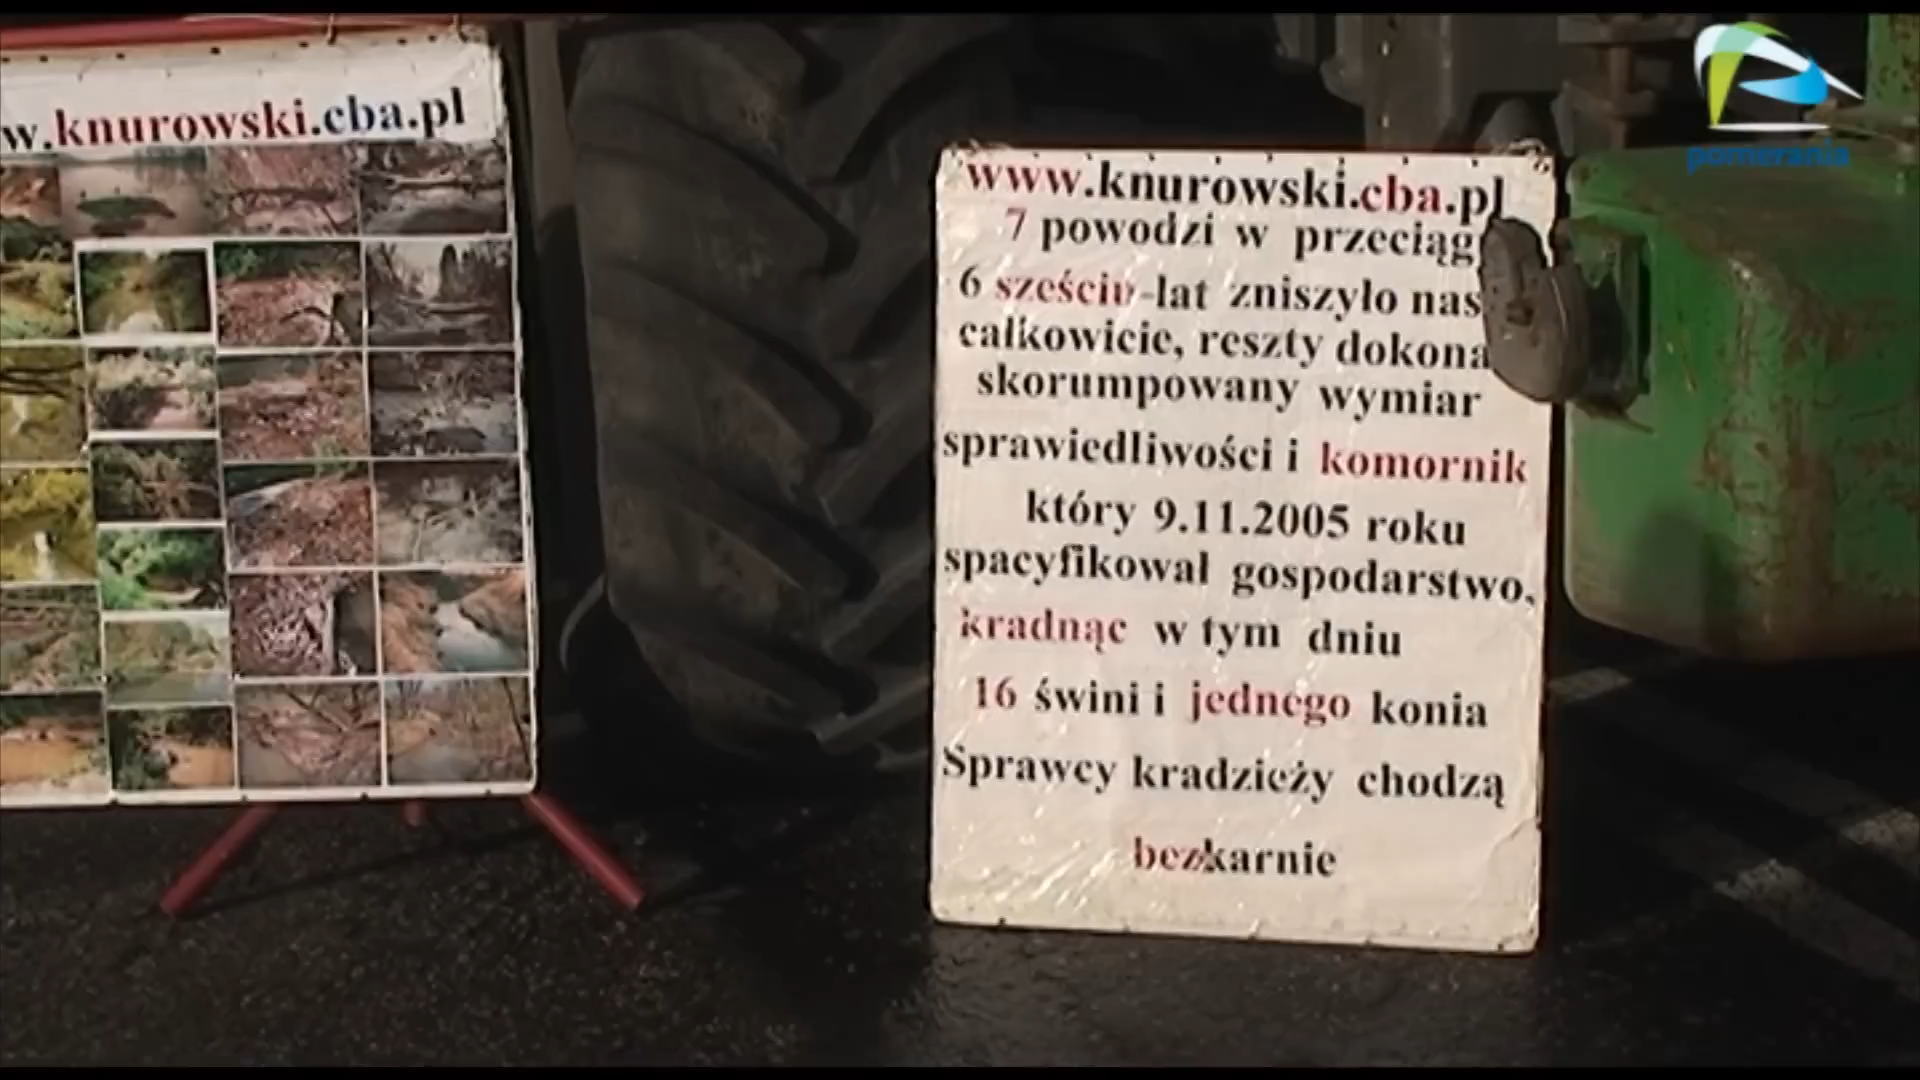 w.knurowski.cba.pl
www.knurowski.cba.pl
7 powodzi w przeciąg
6 sześciu-lat zniszyło nas
całkowicie, reszty dokona
skorumpowany wymiar
sprawiedliwości i komornik
który 9.11.2005 roku
spacyfikował gospodarstwo,
kradnąc w tym dniu
16 świni i jednego konia
Sprawcy kradzieży chodzą
bezkarnie
pomerania